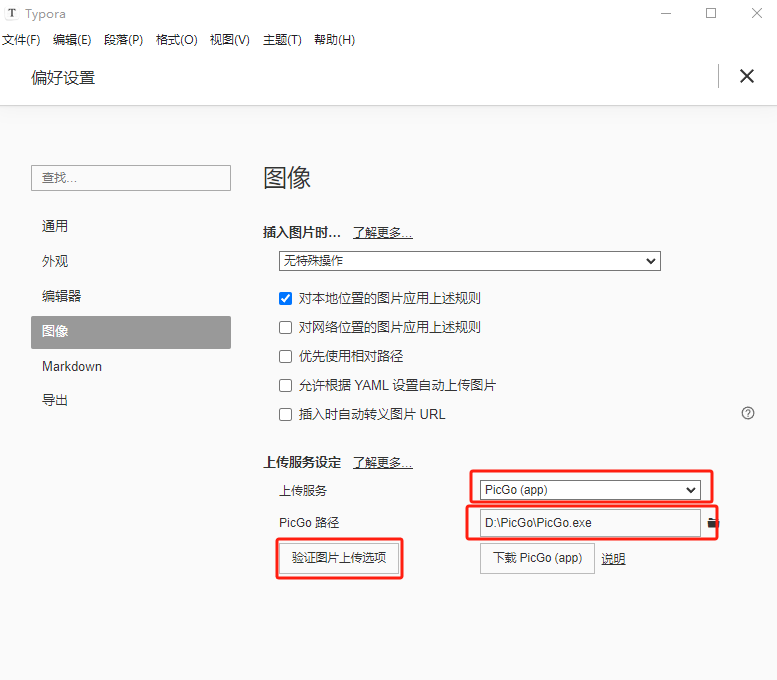 T Typora
文件(F) 编辑(E) 段落(P) 格式(O) 视图(V) 主题(T) 帮助(H)
偏好设置
查找...
图像
通用
外观
编辑器
图像
Markdown
导出
插入图片时... 了解更多...
无特殊操作
对本地位置的图片应用上述规则
对网络位置的图片应用上述规则
优先使用相对路径
允许根据 YAML 设置自动上传图片
插入时自动转义图片 URL
上传服务设定 了解更多...
上传服务 PicGo (app)
PicGo 路径 D:\PicGo\PicGo.exe
验证图片上传选项 下载 PicGo (app) 说明